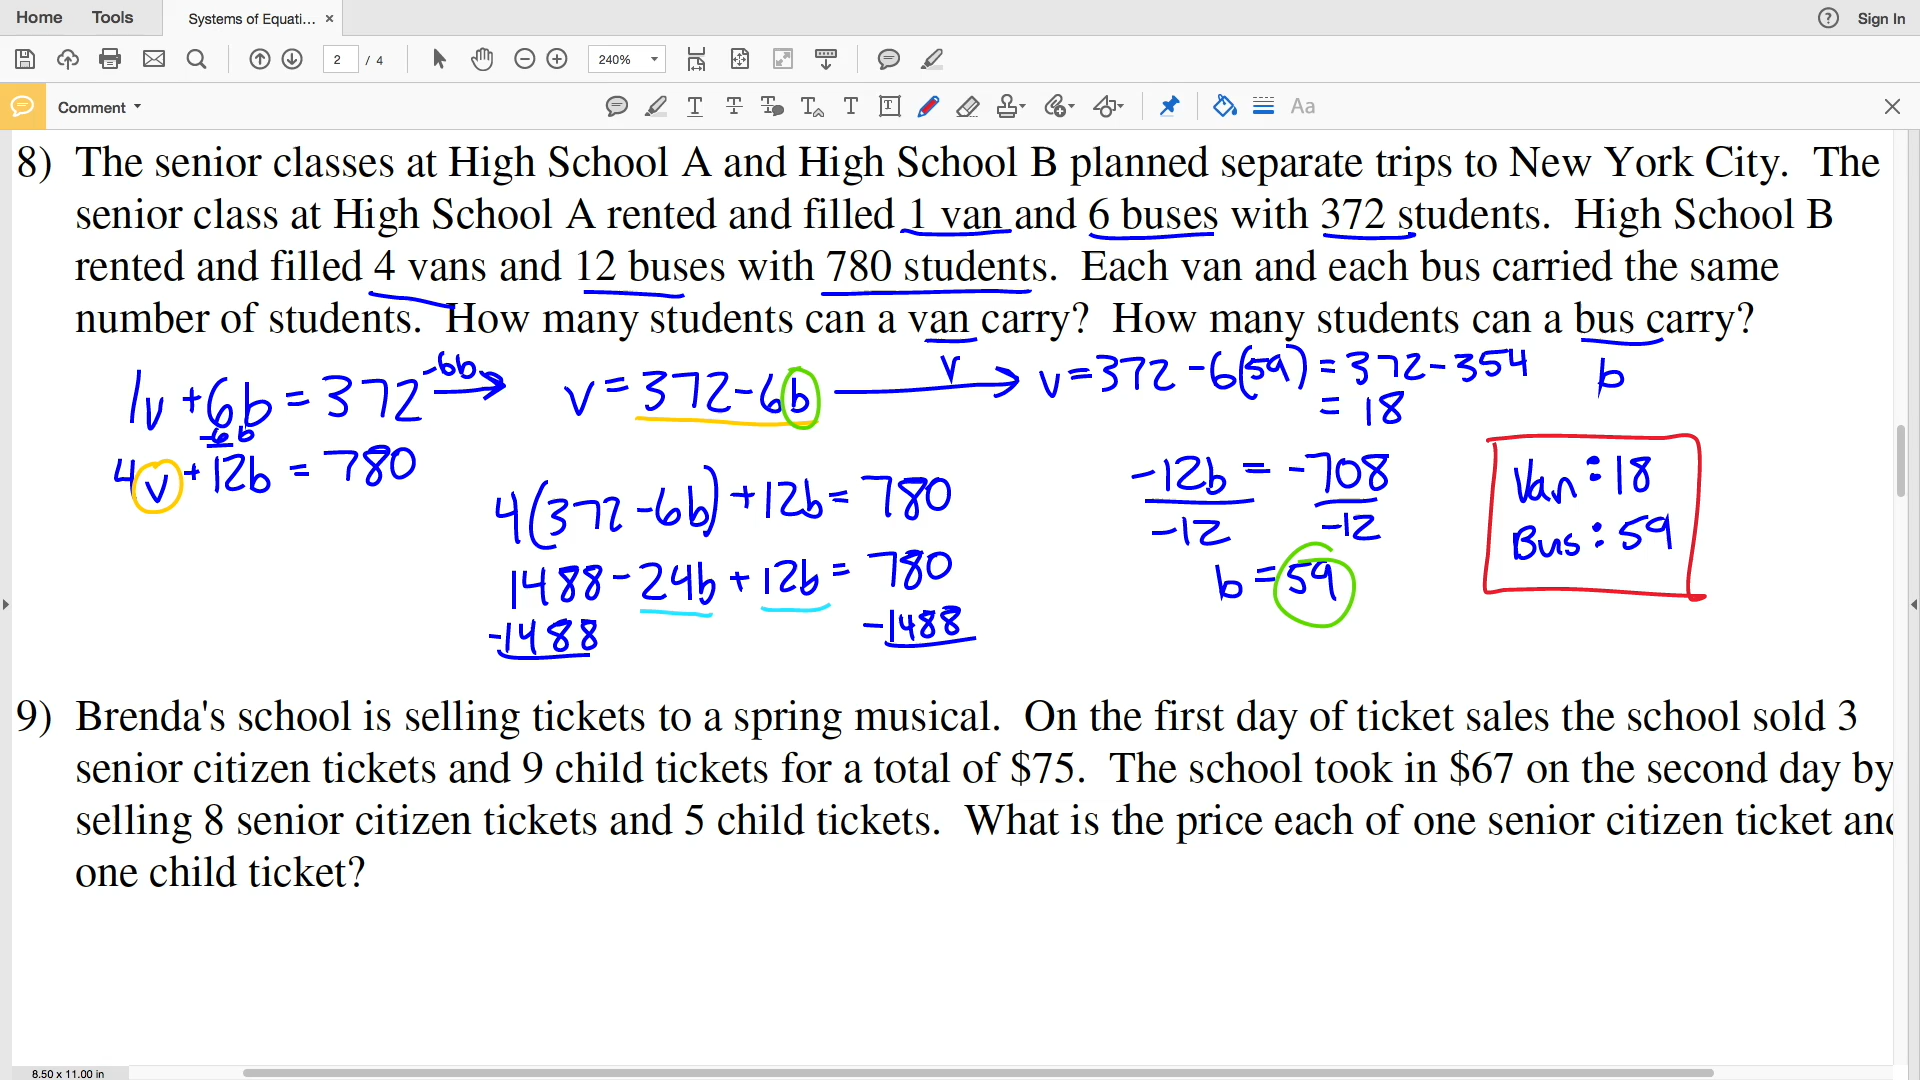 Home Tools Systems of Equati... × Sign In
2 / 4 240%
Comment Aa
8) The senior classes at High School A and High School B planned separate trips to New York City. The
senior class at High School A rented and filled 1 van and 6 buses with 372 students. High School B
rented and filled 4 vans and 12 buses with 780 students. Each van and each bus carried the same
number of students. How many students can a van carry? How many students can a bus carry?
v b
1v + 6b = 372 -6b v = 372 - 6b v = 372 - 6(59) = 372 - 354
-6b = 18
4v + 12b = 780
4(372 - 6b) + 12b = 780
1488 - 24b + 12b = 780
-1488 -1488
-12b = -708
-12 -12
b = 59
Van : 18
Bus : 59
9) Brenda's school is selling tickets to a spring musical. On the first day of ticket sales the school sold 3
senior citizen tickets and 9 child tickets for a total of $75. The school took in $67 on the second day by
selling 8 senior citizen tickets and 5 child tickets. What is the price each of one senior citizen ticket and
one child ticket?
8.50 x 11.00 in